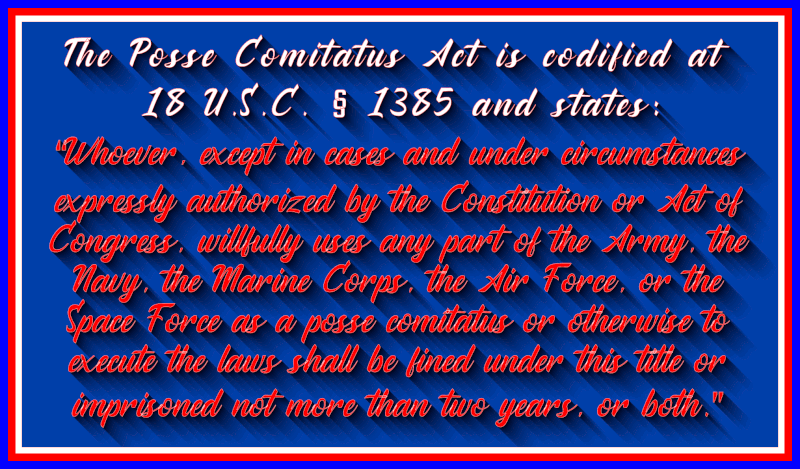 The Posse Comitatus Act is codified at
18 U.S.C. § 1385 and states:
"Whoever, except in cases and under circumstances
expressly authorized by the Constitution or Act of
Congress, willfully uses any part of the Army, the
Navy, the Marine Corps, the Air Force, or the
Space Force as a posse comitatus or otherwise to
execute the laws shall be fined under this title or
imprisoned not more than two years, or both."